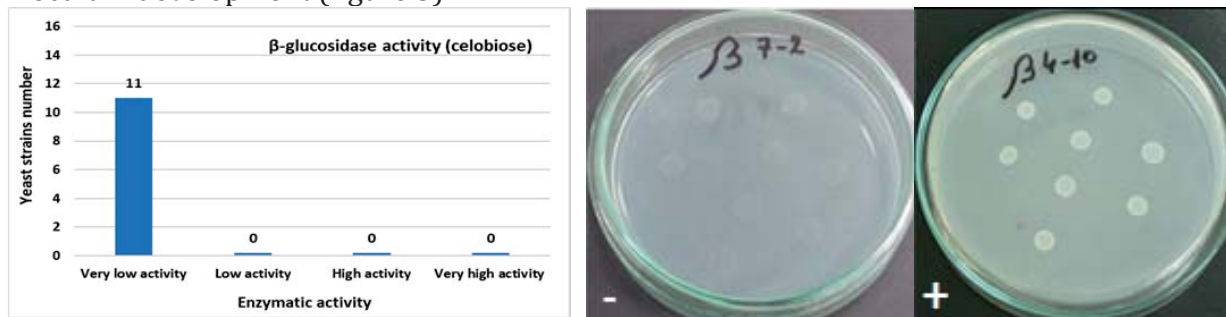 β-glucosidase activity (celobiose)
16
14
12
10
8
6
4
2
0
Yeast strains number
11
0
0
0
Very low activity
Low activity
High activity
Very high activity
Enzymatic activity
β 7-2
-
β 4-10
+